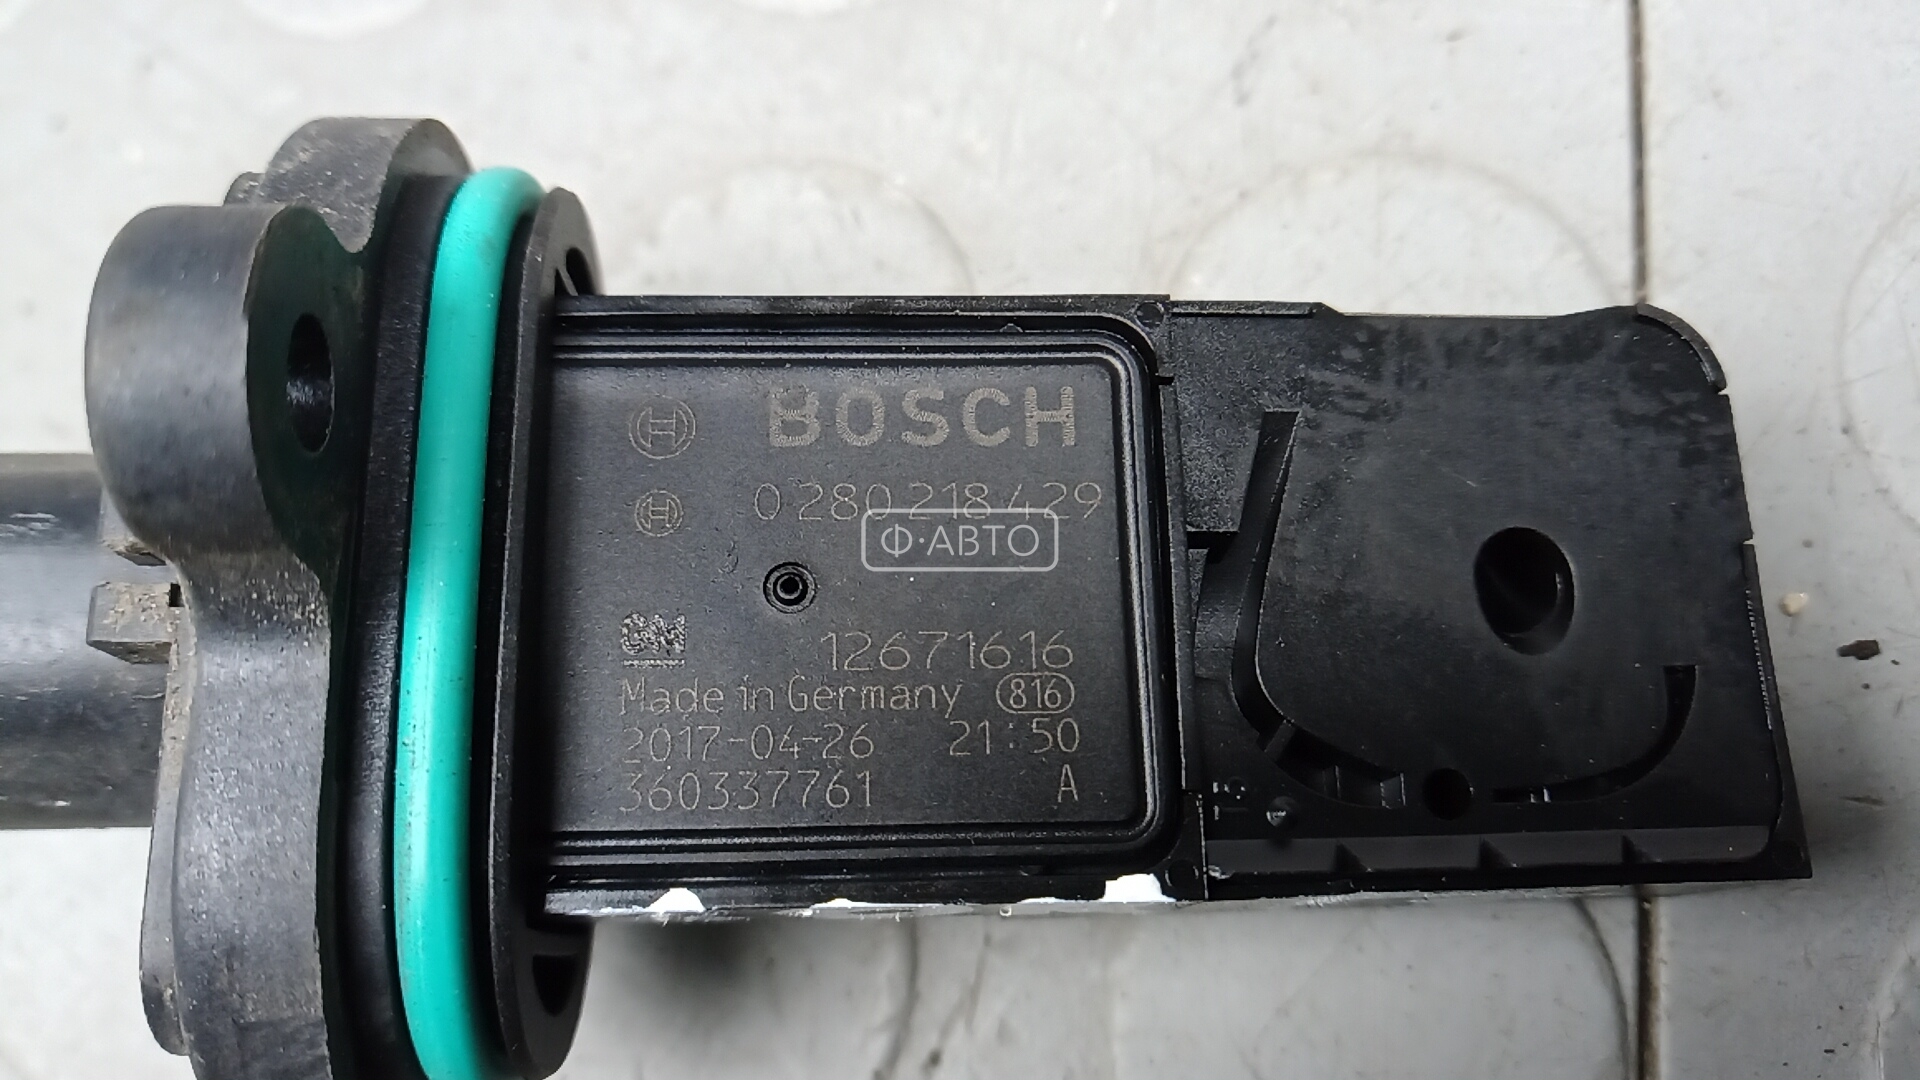 BOSCH
0 280 218 429
Ф·АВТО
GM 12671616
Made in Germany 816
2017-04-26 21:50
360337761 A